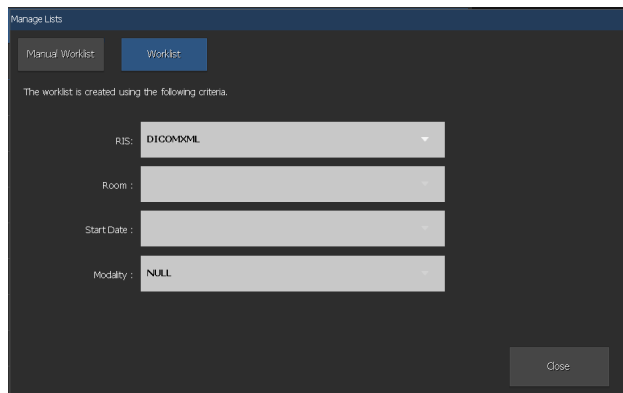 Manage Lists
Manual Worklist Worklist
The worklist is created using the following criteria.
RIS: DICOMXML
Room :
Start Date :
Modality : NULL
Close